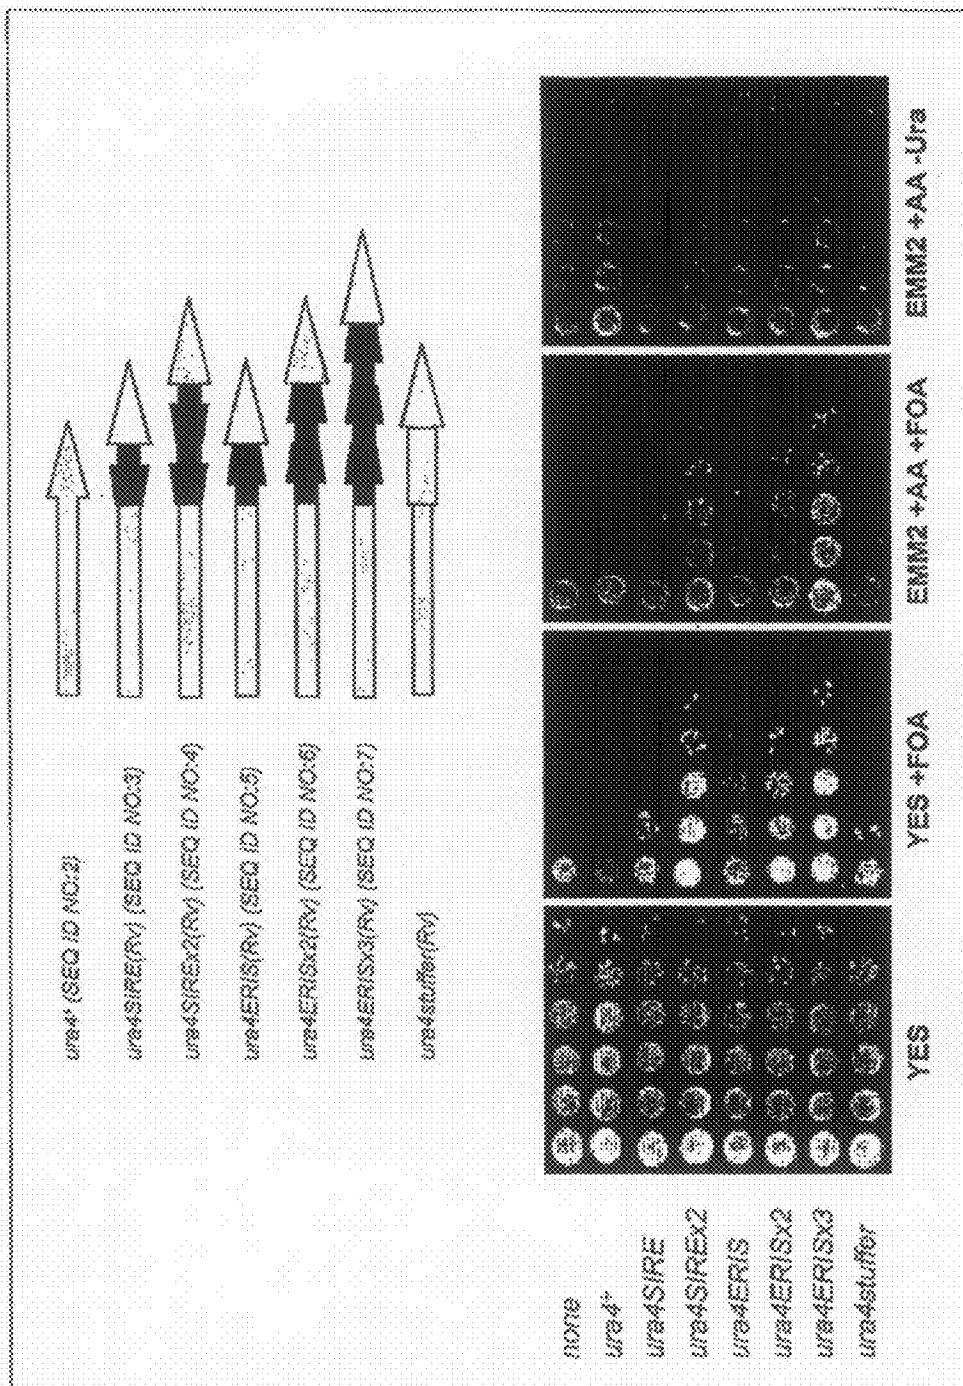 ura4⁺ (SEQ ID NO:2)
ura4SIRE(Rv) (SEQ ID NO:3)
ura4SIREx2(Rv) (SEQ ID NO:4)
ura4ERIS(Rv) (SEQ ID NO:5)
ura4ERISx2(Rv) (SEQ ID NO:6)
ura4ERISx3(Rv) (SEQ ID NO:7)
ura4stuffer(Rv)
none
ura4⁺
ura4SIRE
ura4SIREx2
ura4ERIS
ura4ERISx2
ura4ERISx3
ura4stuffer
YES
YES +FOA
EMM2 +AA +FOA
EMM2 +AA -Ura